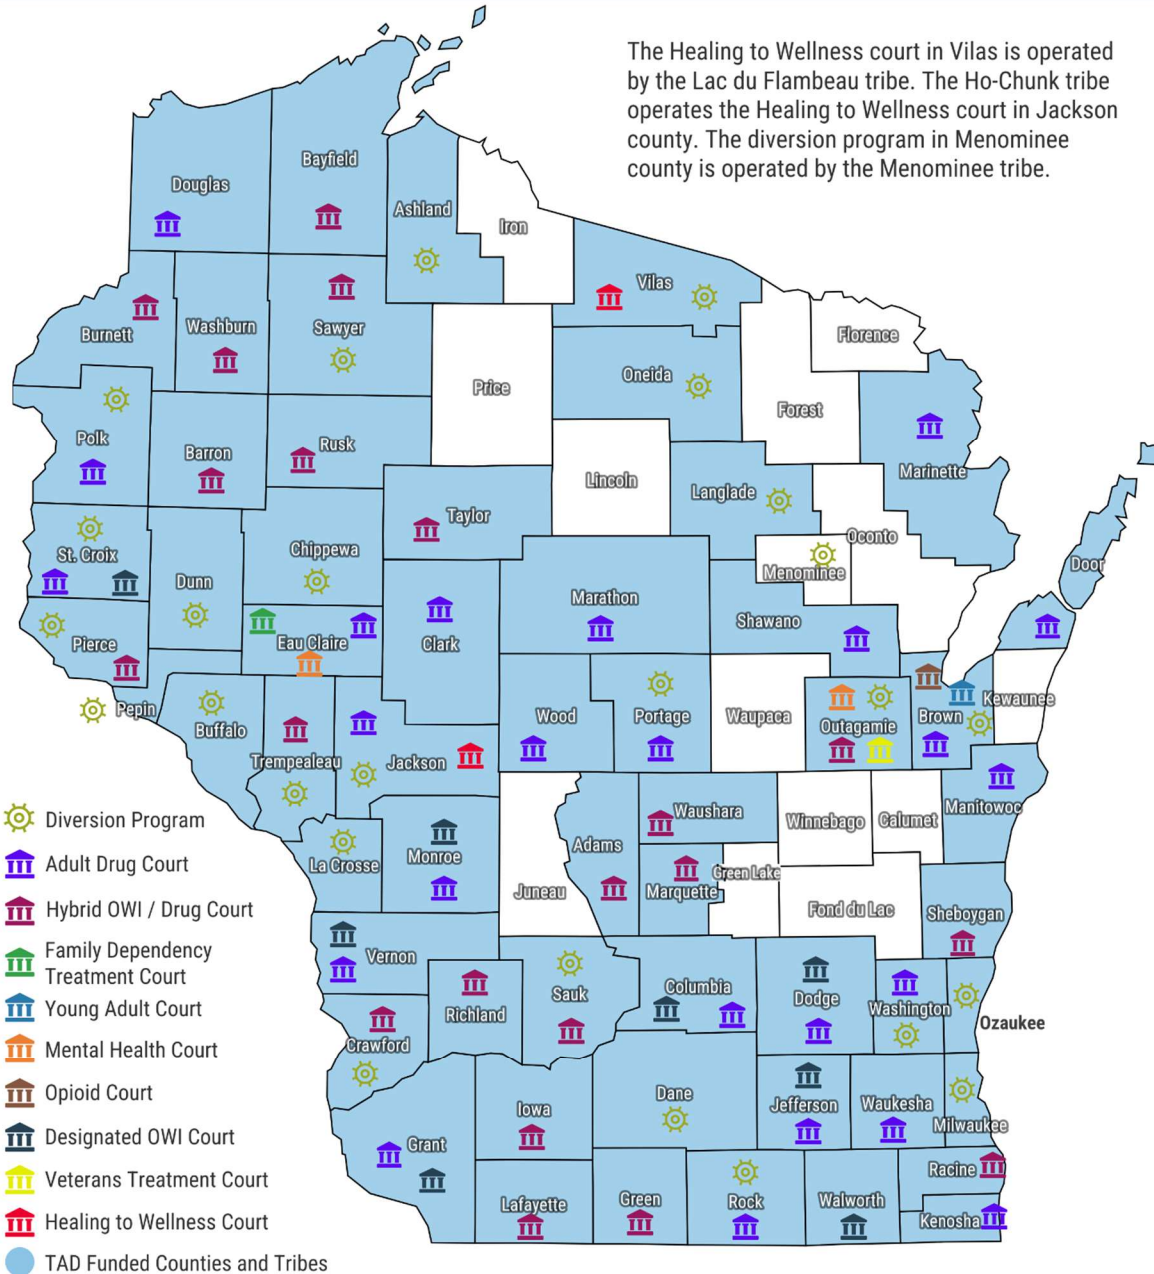 The Healing to Wellness court in Vilas is operated
by the Lac du Flambeau tribe. The Ho-Chunk tribe
operates the Healing to Wellness court in Jackson
county. The diversion program in Menominee
county is operated by the Menominee tribe.
Bayfield
Douglas
Ashland
Iron
Vilas
Burnett
Washburn
Sawyer
Florence
Price
Oneida
Forest
Polk
Barron
Rusk
Lincoln
Langlade
Marinette
Taylor
Oconto
St. Croix
Chippewa
Dunn
Menominee
Door
Marathon
Shawano
Pierce
Eau Claire
Clark
Pepin
Buffalo
Wood
Portage
Waupaca
Outagamie
Brown
Kewaunee
Trempealeau
Jackson
Manitowoc
Waushara
Winnebago
Calumet
Adams
La Crosse
Monroe
Juneau
Marquette
Green Lake
Fond du Lac
Sheboygan
Vernon
Sauk
Columbia
Dodge
Washington
Ozaukee
Richland
Crawford
Dane
Iowa
Jefferson
Waukesha
Milwaukee
Grant
Racine
Lafayette
Green
Rock
Walworth
Kenosha
Diversion Program
Adult Drug Court
Hybrid OWI / Drug Court
Family Dependency
Treatment Court
Young Adult Court
Mental Health Court
Opioid Court
Designated OWI Court
Veterans Treatment Court
Healing to Wellness Court
TAD Funded Counties and Tribes